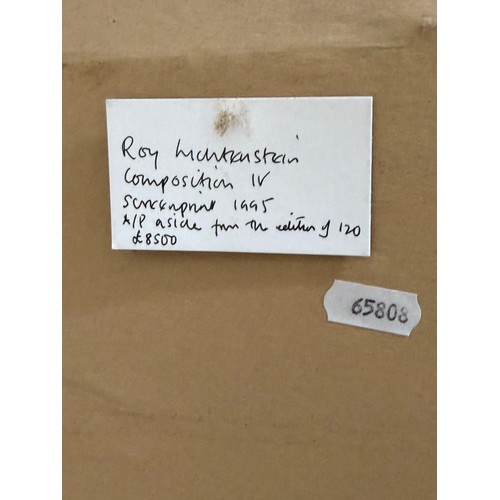 Roy Lichtenstein
Composition IV
Screenprint 1995
A/P aside from the edition of 120
£8500
65808